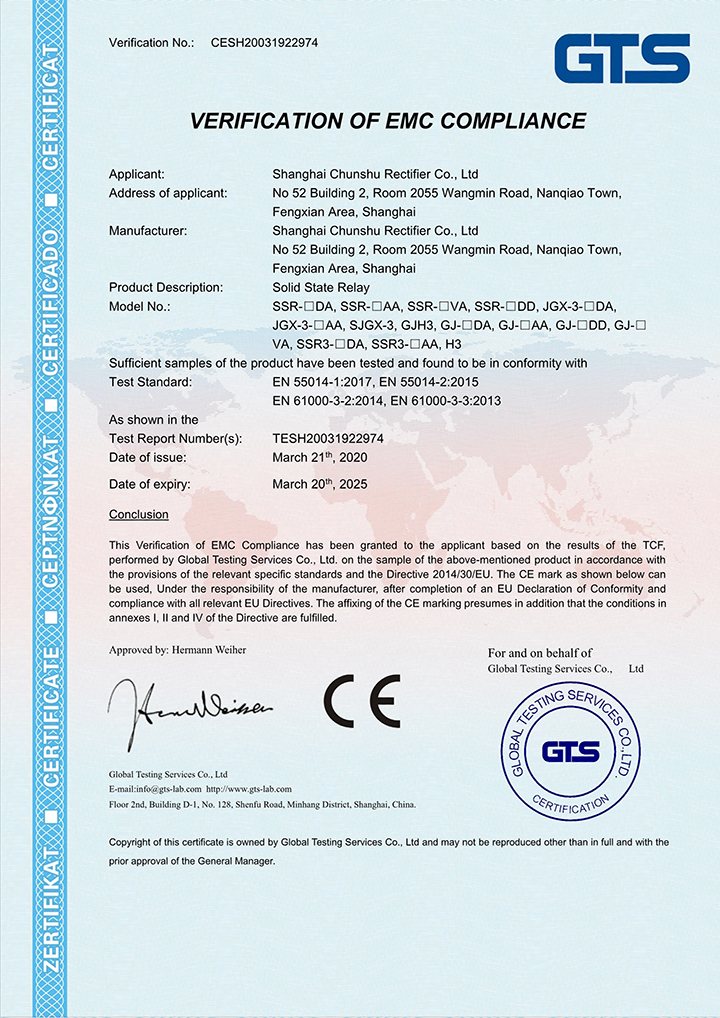 Verification No.: CESH20031922974
GTS
VERIFICATION OF EMC COMPLIANCE
Applicant: Shanghai Chunshu Rectifier Co., Ltd
Address of applicant: No 52 Building 2, Room 2055 Wangmin Road, Nanqiao Town,
Fengxian Area, Shanghai
Manufacturer: Shanghai Chunshu Rectifier Co., Ltd
No 52 Building 2, Room 2055 Wangmin Road, Nanqiao Town,
Fengxian Area, Shanghai
Product Description: Solid State Relay
Model No.: SSR-□DA, SSR-□AA, SSR-□VA, SSR-□DD, JGX-3-□DA,
JGX-3-□AA, SJGX-3, GJH3, GJ-□DA, GJ-□AA, GJ-□DD, GJ-□
VA, SSR3-□DA, SSR3-□AA, H3
Sufficient samples of the product have been tested and found to be in conformity with
Test Standard: EN 55014-1:2017, EN 55014-2:2015
EN 61000-3-2:2014, EN 61000-3-3:2013
As shown in the
Test Report Number(s): TESH20031922974
Date of issue: March 21th, 2020
Date of expiry: March 20th, 2025
Conclusion
This Verification of EMC Compliance has been granted to the applicant based on the results of the TCF,
performed by Global Testing Services Co., Ltd. on the sample of the above-mentioned product in accordance with
the provisions of the relevant specific standards and the Directive 2014/30/EU. The CE mark as shown below can
be used, Under the responsibility of the manufacturer, after completion of an EU Declaration of Conformity and
compliance with all relevant EU Directives. The affixing of the CE marking presumes in addition that the conditions in
annexes I, II and IV of the Directive are fulfilled.
Approved by: Hermann Weiher
For and on behalf of
Global Testing Services Co., Ltd
CE
GLOBAL TESTING SERVICES CO.,LTD.
GTS
CERTIFICATION
Global Testing Services Co., Ltd
E-mail:info@gts-lab.com http://www.gts-lab.com
Floor 2nd, Building D-1, No. 128, Shenfu Road, Minhang District, Shanghai, China.
Copyright of this certificate is owned by Global Testing Services Co., Ltd and may not be reproduced other than in full and with the
prior approval of the General Manager.
ZERTIFIKAT ■ CERTIFICATE ■ CEPTNФNKAT ■ CERTIFICADO ■ CERTIFICAT